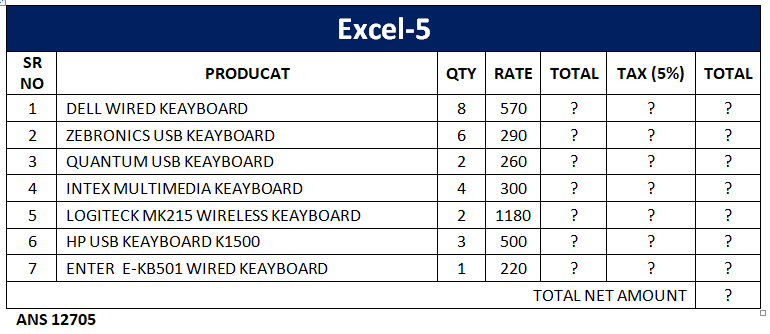 Excel-5
SR NO PRODUCAT QTY RATE TOTAL TAX (5%) TOTAL
1 DELL WIRED KEAYBOARD 8 570 ? ? ?
2 ZEBRONICS USB KEAYBOARD 6 290 ? ? ?
3 QUANTUM USB KEAYBOARD 2 260 ? ? ?
4 INTEX MULTIMEDIA KEAYBOARD 4 300 ? ? ?
5 LOGITECK MK215 WIRELESS KEAYBOARD 2 1180 ? ? ?
6 HP USB KEAYBOARD K1500 3 500 ? ? ?
7 ENTER E-KB501 WIRED KEAYBOARD 1 220 ? ? ?
TOTAL NET AMOUNT ?
ANS 12705